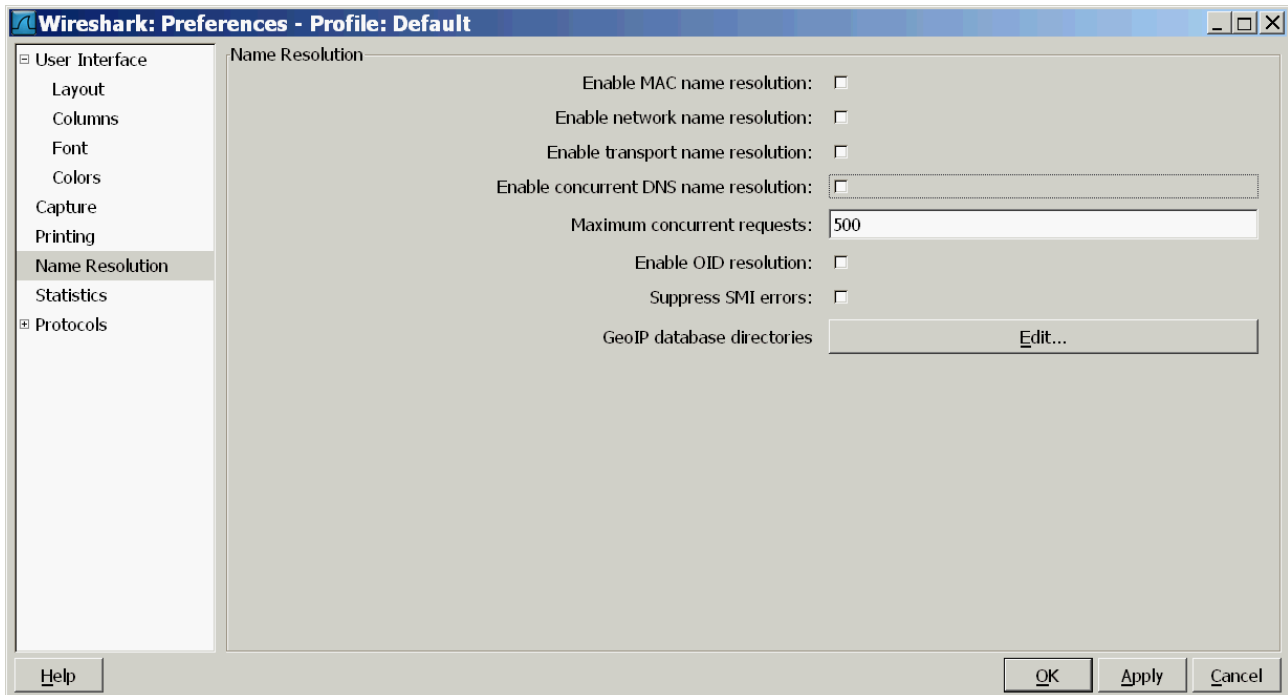 Wireshark: Preferences - Profile: Default
User Interface
Layout
Columns
Font
Colors
Capture
Printing
Name Resolution
Statistics
Protocols
Name Resolution
Enable MAC name resolution:
Enable network name resolution:
Enable transport name resolution:
Enable concurrent DNS name resolution:
Maximum concurrent requests: 500
Enable OID resolution:
Suppress SMI errors:
GeoIP database directories Edit...
Help OK Apply Cancel